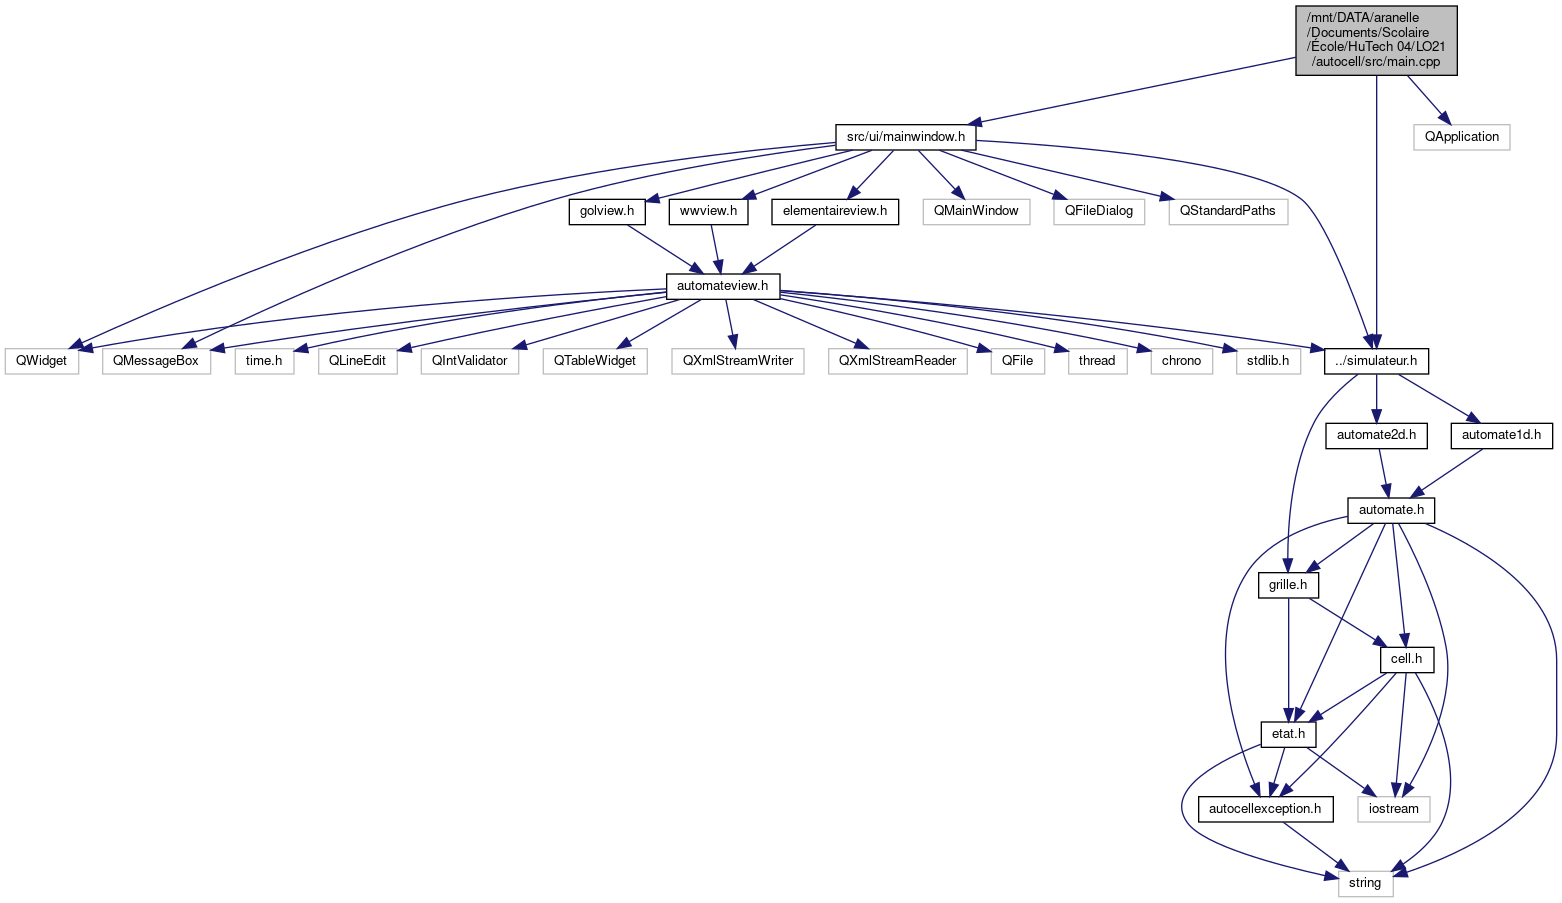 /mnt/DATA/aranelle
/Documents/Scolaire
/École/HuTech 04/LO21
/autocell/src/main.cpp
src/ui/mainwindow.h
QApplication
golview.h
wwview.h
elementaireview.h
QMainWindow
QFileDialog
QStandardPaths
automateview.h
QWidget
QMessageBox
time.h
QLineEdit
QIntValidator
QTableWidget
QXmlStreamWriter
QXmlStreamReader
QFile
thread
chrono
stdlib.h
../simulateur.h
automate2d.h
automate1d.h
automate.h
grille.h
cell.h
etat.h
autocellexception.h
iostream
string